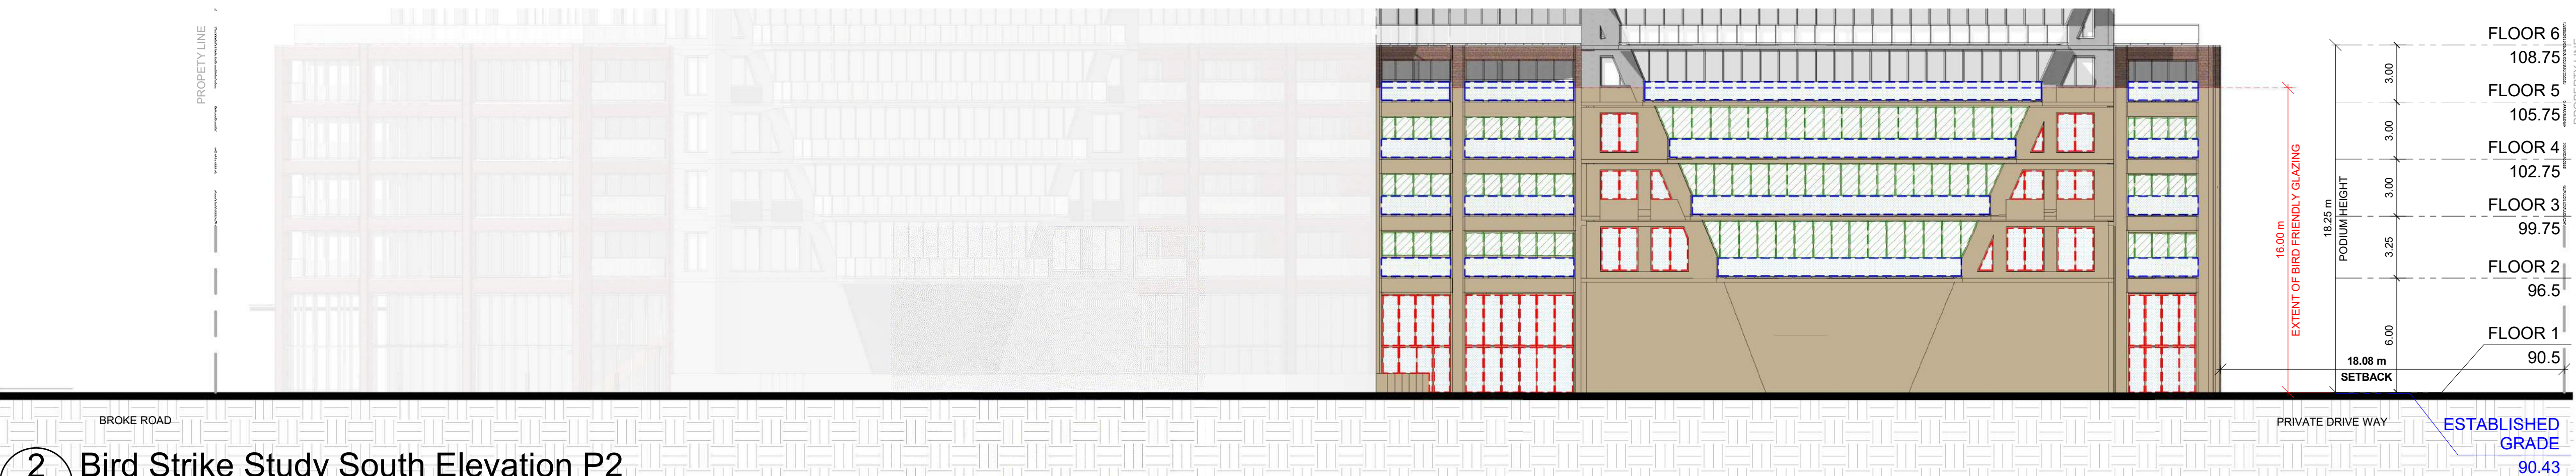 PROPETY LINE
FLOOR 6
108.75
3.00
FLOOR 5
105.75
3.00
FLOOR 4
102.75
3.00
FLOOR 3
99.75
3.25
FLOOR 2
96.5
6.00
FLOOR 1
90.5
16.00 m
EXTENT OF BIRD FRIENDLY GLAZING
18.25 m
PODIUM HEIGHT
18.08 m
SETBACK
BROKE ROAD
PRIVATE DRIVE WAY
ESTABLISHED
GRADE
90.43
2
Bird Strike Study South Elevation P2